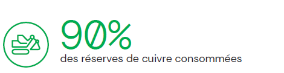 90%
des réserves de cuivre consommées